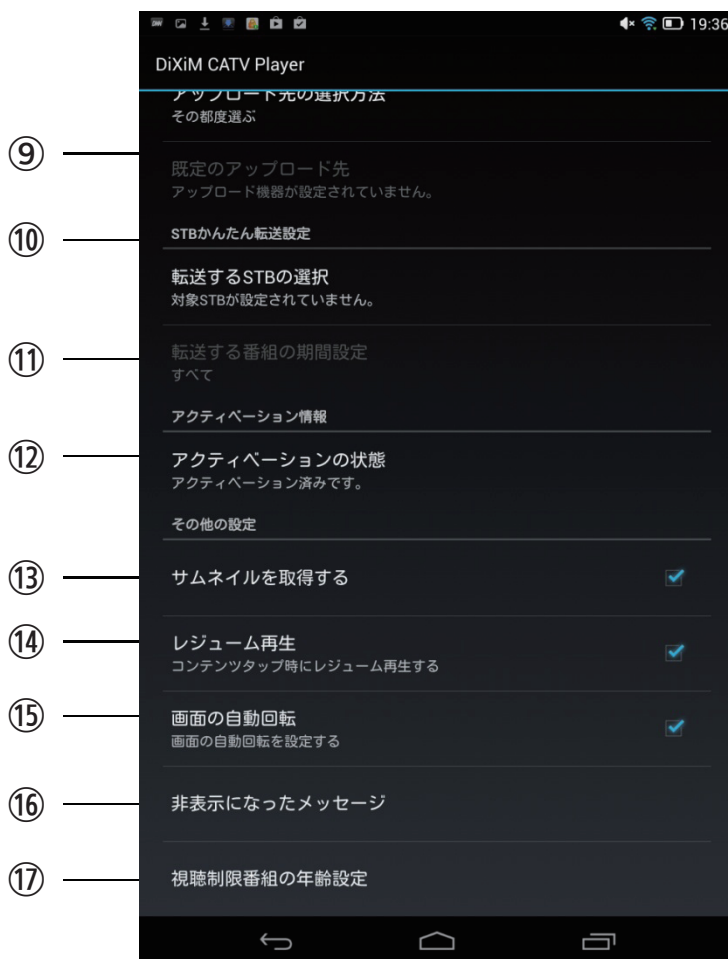 19:36
DiXiM CATV Player
アップロード先の選択方法
その都度選ぶ
⑨
既定のアップロード先
アップロード機器が設定されていません。
⑩
STBかんたん転送設定
転送するSTBの選択
対象STBが設定されていません。
⑪
転送する番組の期間設定
すべて
アクティベーション情報
⑫
アクティベーションの状態
アクティベーション済みです。
その他の設定
⑬
サムネイルを取得する
⑭
レジューム再生
コンテンツタップ時にレジューム再生する
⑮
画面の自動回転
画面の自動回転を設定する
⑯
非表示になったメッセージ
⑰
視聴制限番組の年齢設定